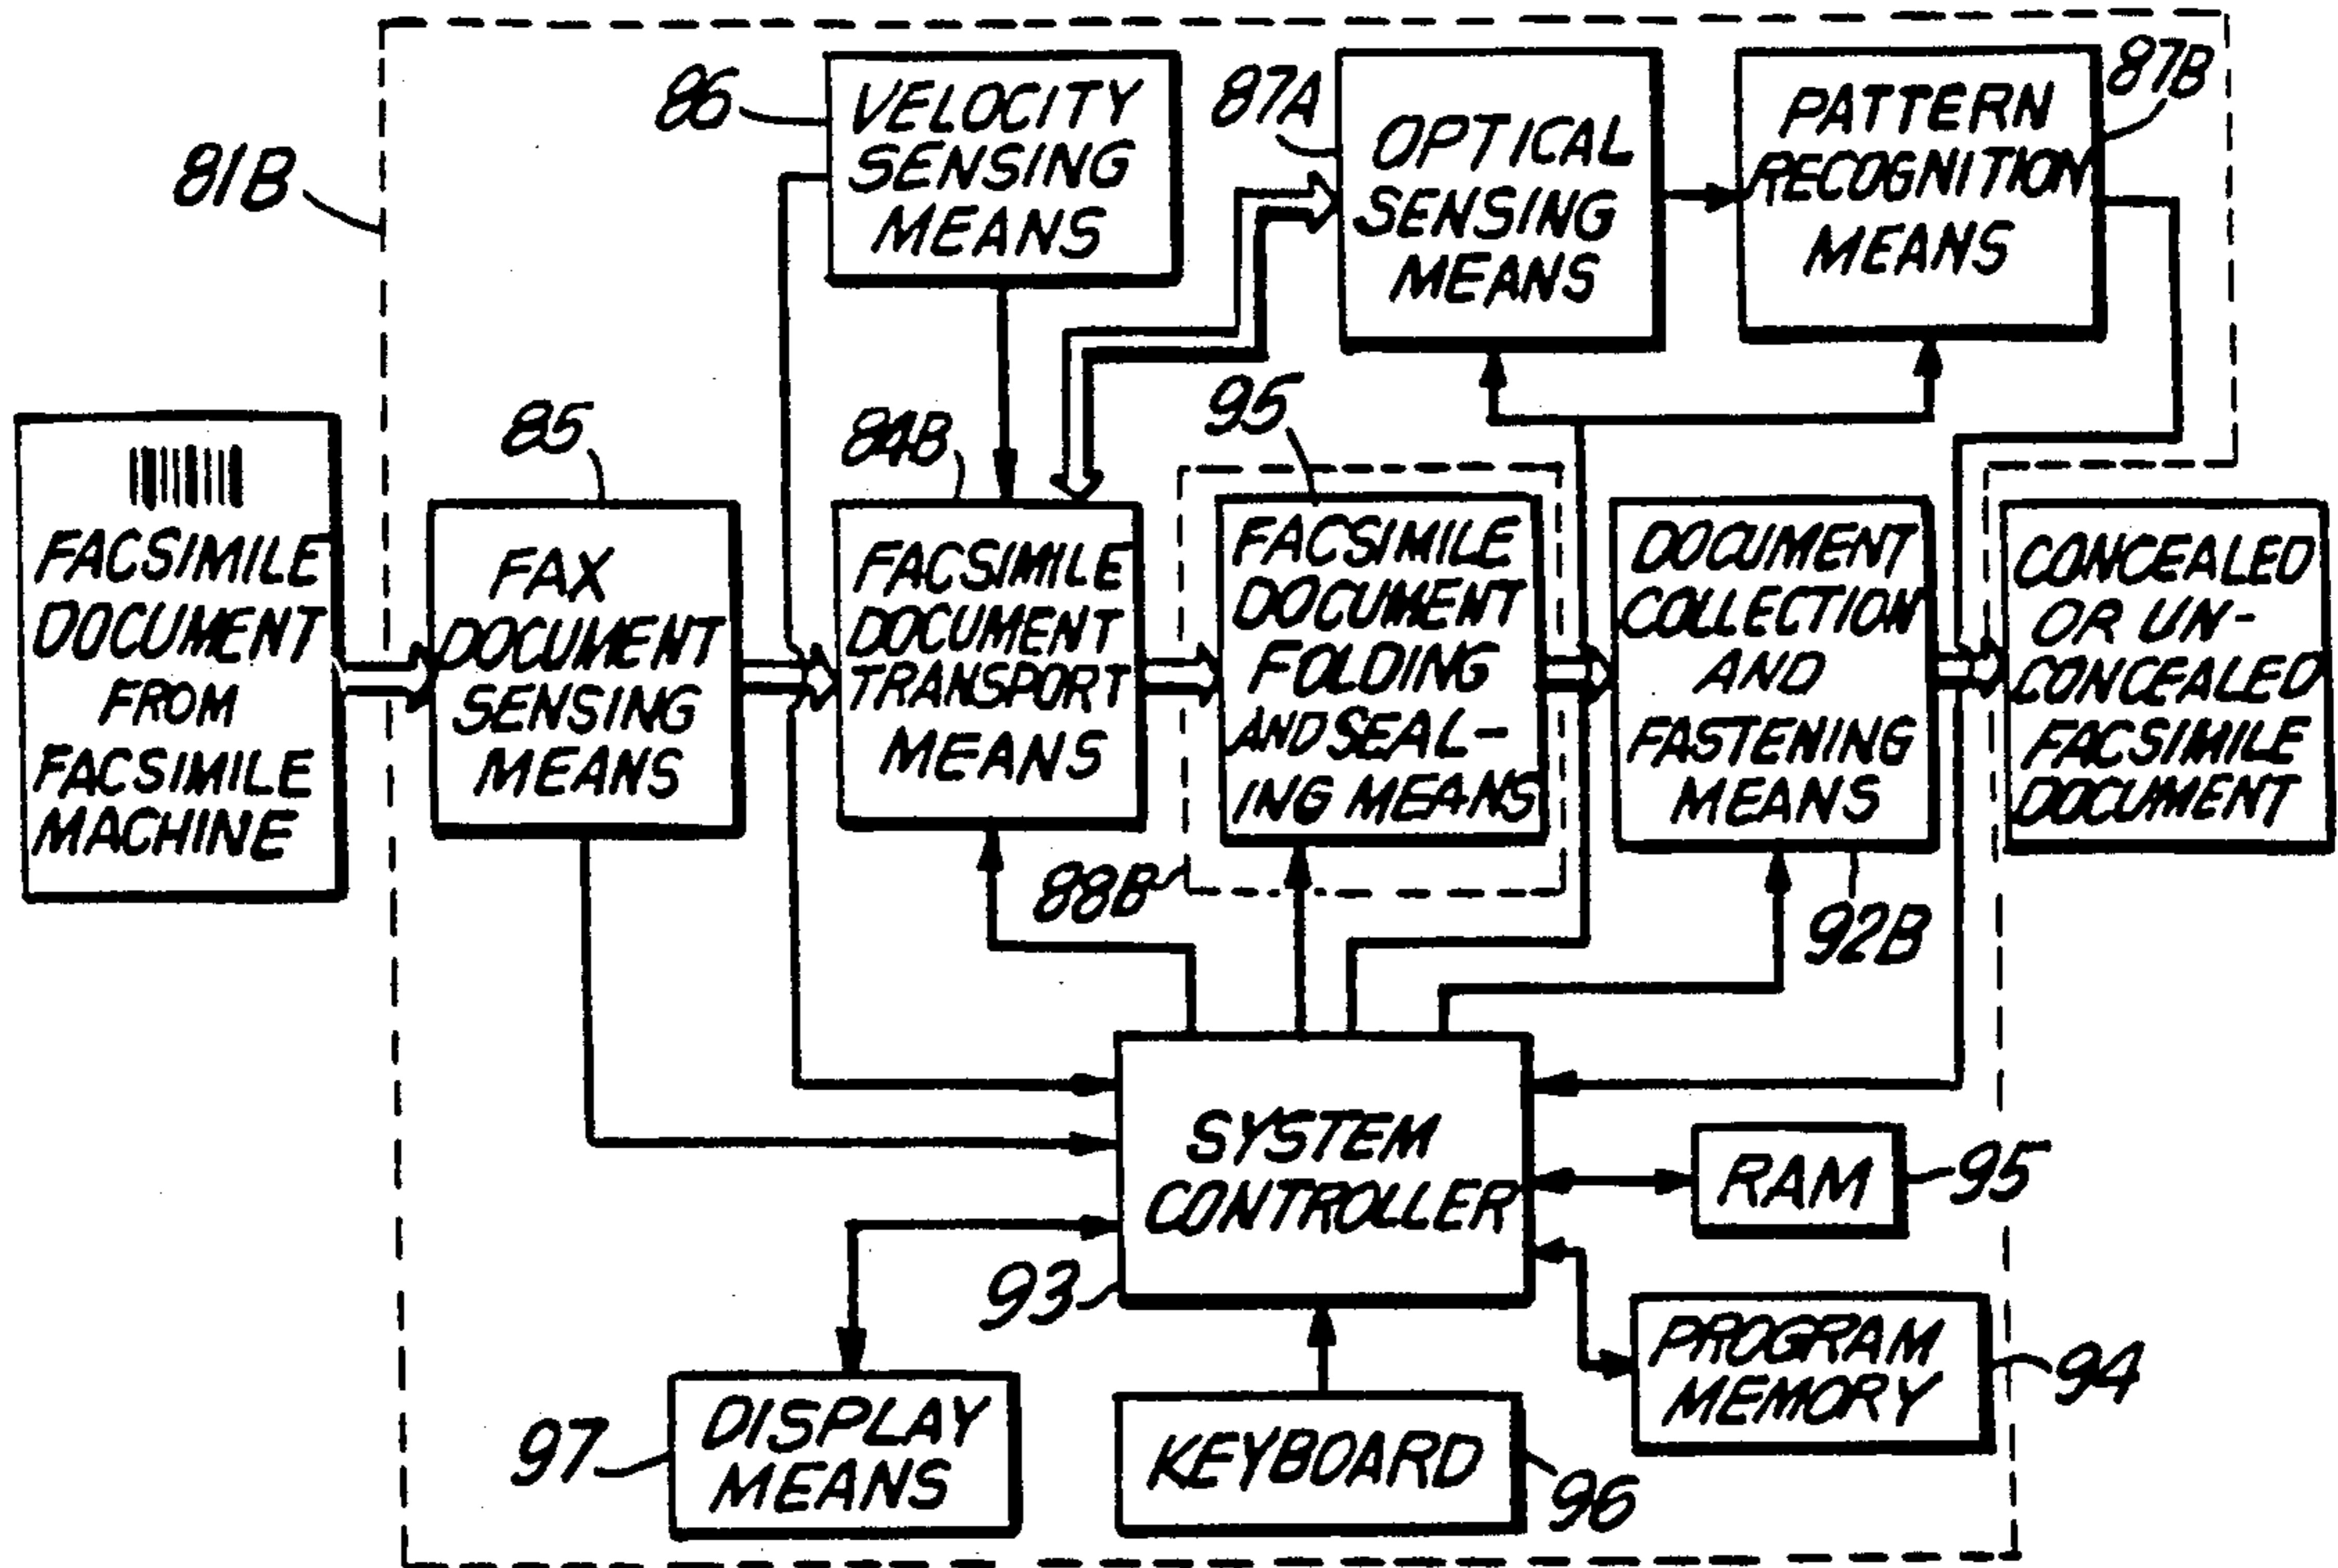 86
VELOCITY
SENSING
MEANS
87A
OPTICAL
SENSING
MEANS
PATTERN
RECOGNITION
MEANS
87B
81B
FACSIMILE
DOCUMENT
FROM
FACSIMILE
MACHINE
85
FAX
DOCUMENT
SENSING
MEANS
84B
FACSIMILE
DOCUMENT
TRANSPORT
MEANS
95
FACSIMILE
DOCUMENT
FOLDING
AND SEAL-
ING MEANS
88B
DOCUMENT
COLLECTION
AND
FASTENING
MEANS
92B
CONCEALED
OR UN-
CONCEALED
FACSIMILE
DOCUMENT
SYSTEM
CONTROLLER
93
RAM
95
PROGRAM
MEMORY
94
DISPLAY
MEANS
97
KEYBOARD
96